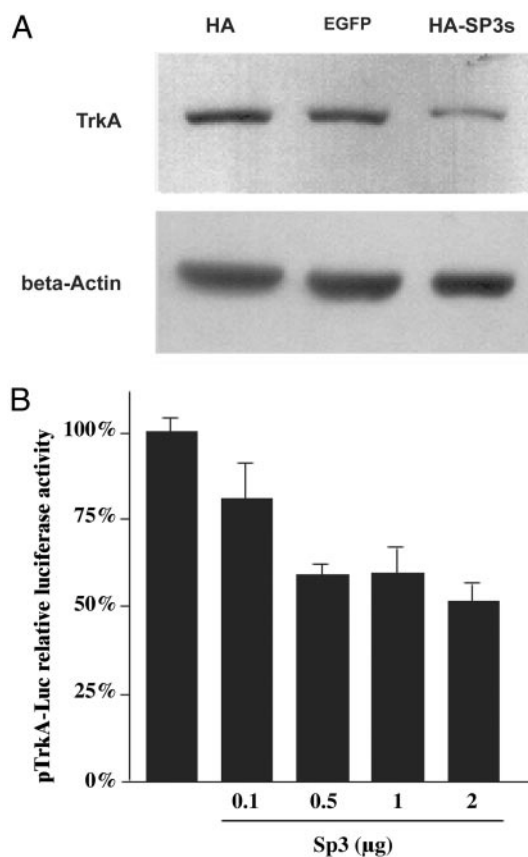 A
HA EGFP HA-SP3s
TrkA
beta-Actin
B
pTrkA-Luc relative luciferase activity
100%
75%
50%
25%
0%
0.1 0.5 1 2
Sp3 (µg)